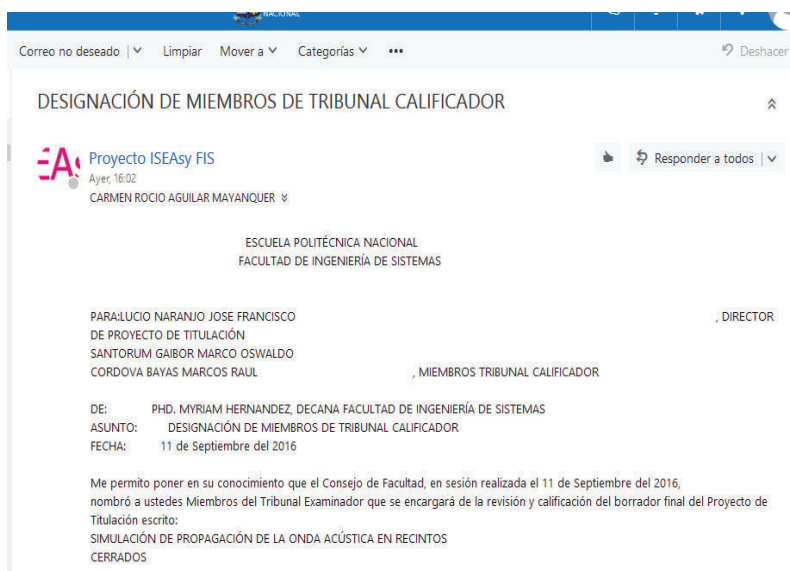 NACIONAL
Correo no deseado | Limpiar Mover a Categorías ••• Deshacer
DESIGNACIÓN DE MIEMBROS DE TRIBUNAL CALIFICADOR
Proyecto ISEAsy FIS
Responder a todos |
Ayer, 16:02
CARMEN ROCIO AGUILAR MAYANQUER
ESCUELA POLITÉCNICA NACIONAL
FACULTAD DE INGENIERÍA DE SISTEMAS
PARA:LUCIO NARANJO JOSE FRANCISCO , DIRECTOR
DE PROYECTO DE TITULACIÓN
SANTORUM GAIBOR MARCO OSWALDO
CORDOVA BAYAS MARCOS RAUL , MIEMBROS TRIBUNAL CALIFICADOR
DE: PHD. MYRIAM HERNANDEZ, DECANA FACULTAD DE INGENIERÍA DE SISTEMAS
ASUNTO: DESIGNACIÓN DE MIEMBROS DE TRIBUNAL CALIFICADOR
FECHA: 11 de Septiembre del 2016
Me permito poner en su conocimiento que el Consejo de Facultad, en sesión realizada el 11 de Septiembre del 2016,
nombró a ustedes Miembros del Tribunal Examinador que se encargará de la revisión y calificación del borrador final del Proyecto de
Titulación escrito:
SIMULACIÓN DE PROPAGACIÓN DE LA ONDA ACÚSTICA EN RECINTOS
CERRADOS